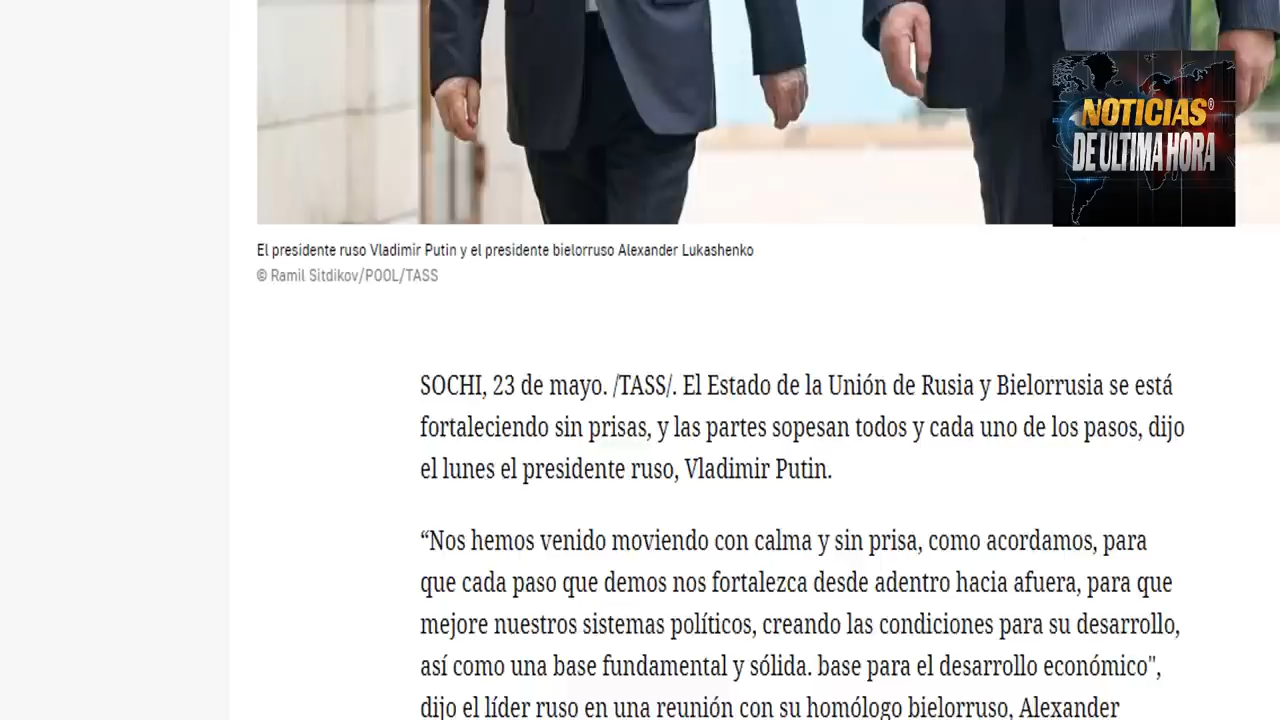 NOTICIAS®
DE ULTIMA HORA
El presidente ruso Vladimir Putin y el presidente bielorruso Alexander Lukashenko
© Ramil Sitdikov/POOL/TASS
SOCHI, 23 de mayo. /TASS/. El Estado de la Unión de Rusia y Bielorrusia se está
fortaleciendo sin prisas, y las partes sopesan todos y cada uno de los pasos, dijo
el lunes el presidente ruso, Vladimir Putin.
“Nos hemos venido moviendo con calma y sin prisa, como acordamos, para
que cada paso que demos nos fortalezca desde adentro hacia afuera, para que
mejore nuestros sistemas políticos, creando las condiciones para su desarrollo,
así como una base fundamental y sólida. base para el desarrollo económico",
dijo el líder ruso en una reunión con su homólogo bielorruso, Alexander